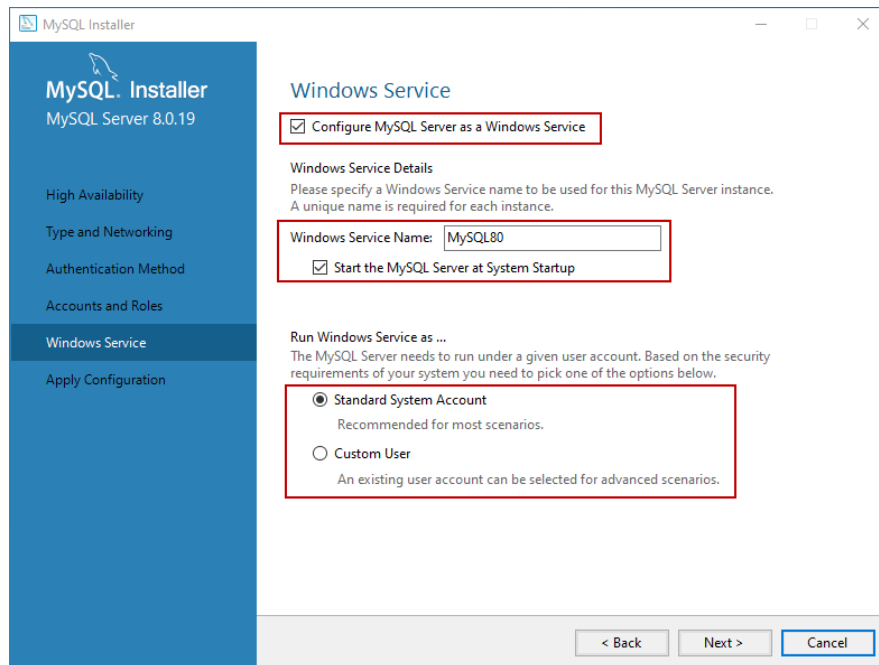 MySQL Installer
MySQL. Installer
MySQL Server 8.0.19
High Availability
Type and Networking
Authentication Method
Accounts and Roles
Windows Service
Apply Configuration
Windows Service
Configure MySQL Server as a Windows Service
Windows Service Details
Please specify a Windows Service name to be used for this MySQL Server instance.
A unique name is required for each instance.
Windows Service Name: MySQL80
Start the MySQL Server at System Startup
Run Windows Service as ...
The MySQL Server needs to run under a given user account. Based on the security
requirements of your system you need to pick one of the options below.
Standard System Account
Recommended for most scenarios.
Custom User
An existing user account can be selected for advanced scenarios.
< Back Next > Cancel